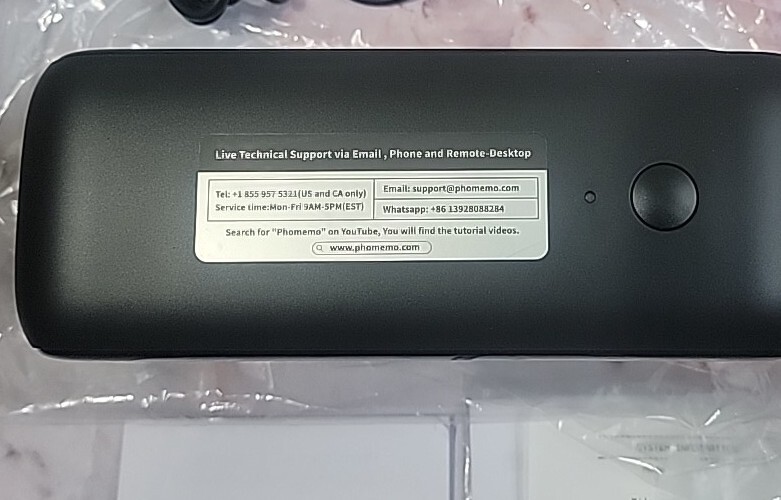 Live Technical Support via Email , Phone and Remote-Desktop
Tel: +1 855 957 5321(US and CA only)
Service time:Mon-Fri 9AM-5PM(EST)
Email: support@phomemo.com
Whatsapp: +86 13928088284
Search for "Phomemo" on YouTube, You will find the tutorial videos.
www.phomemo.com